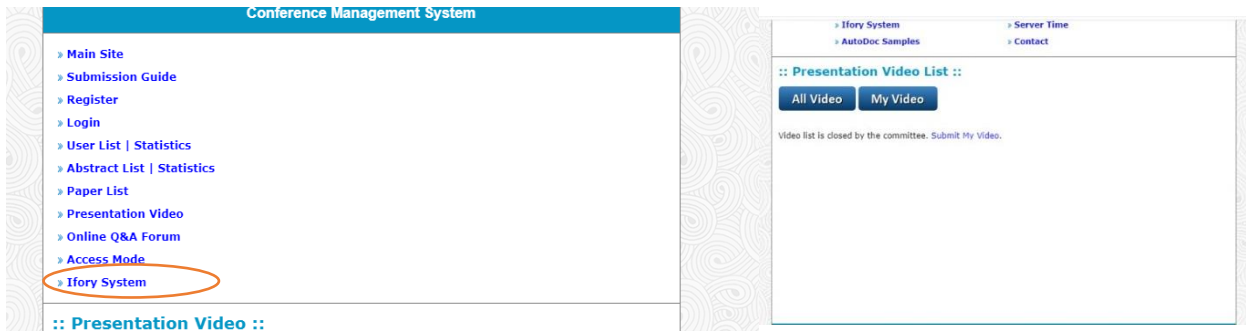 Conference Management System
» Main Site
» Submission Guide
» Register
» Login
» User List | Statistics
» Abstract List | Statistics
» Paper List
» Presentation Video
» Online Q&A Forum
» Access Mode
» Ifory System
:: Presentation Video ::
» Ifory System » Server Time
» AutoDoc Samples » Contact
:: Presentation Video List ::
All Video My Video
Video list is closed by the committee. Submit My Video.